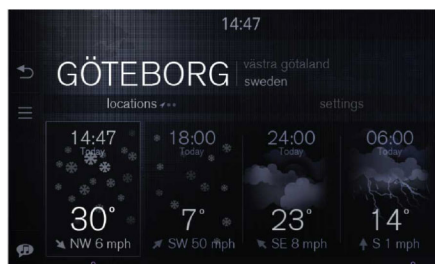 14:47
GÖTEBORG
västra götaland
sweden
locations
settings
14:47 18:00 24:00 06:00
Today Today Today Today
30° 7° 23° 14°
NW 6 mph SW 50 mph SE 8 mph S 1 mph